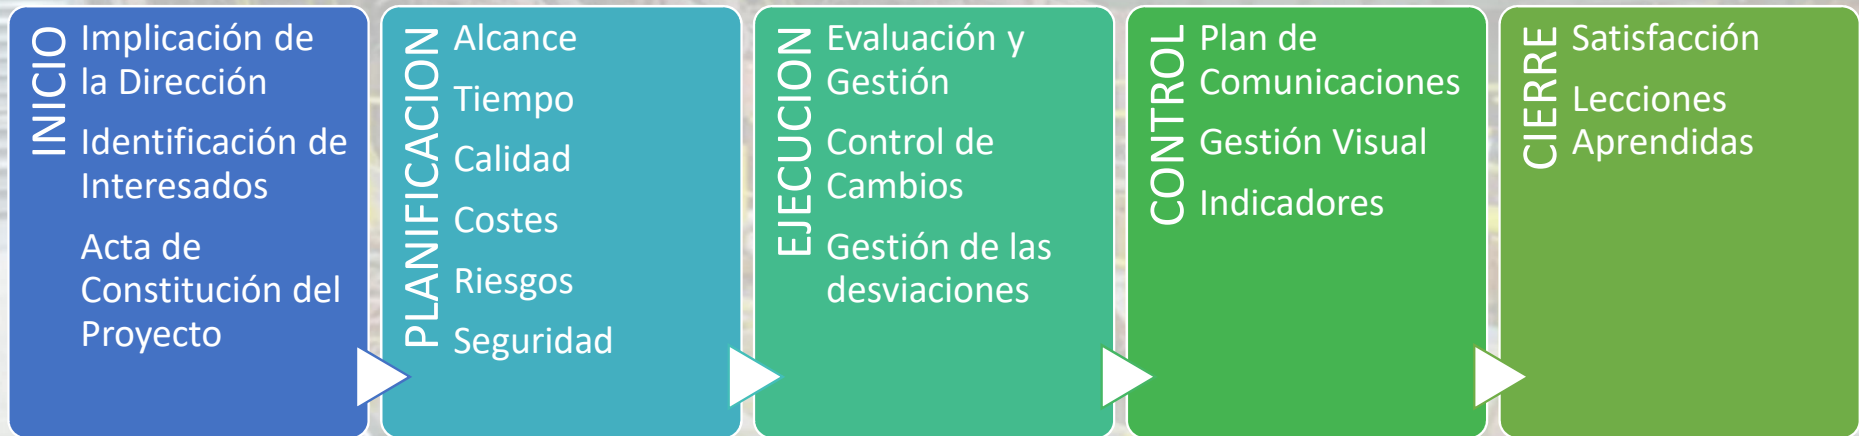 INICIO
Implicación de
la Dirección
Identificación de
Interesados
Acta de
Constitución del
Proyecto
PLANIFICACION
Alcance
Tiempo
Calidad
Costes
Riesgos
Seguridad
EJECUCION
Evaluación y
Gestión
Control de
Cambios
Gestión de las
desviaciones
CONTROL
Plan de
Comunicaciones
Gestión Visual
Indicadores
CIERRE
Satisfacción
Lecciones
Aprendidas